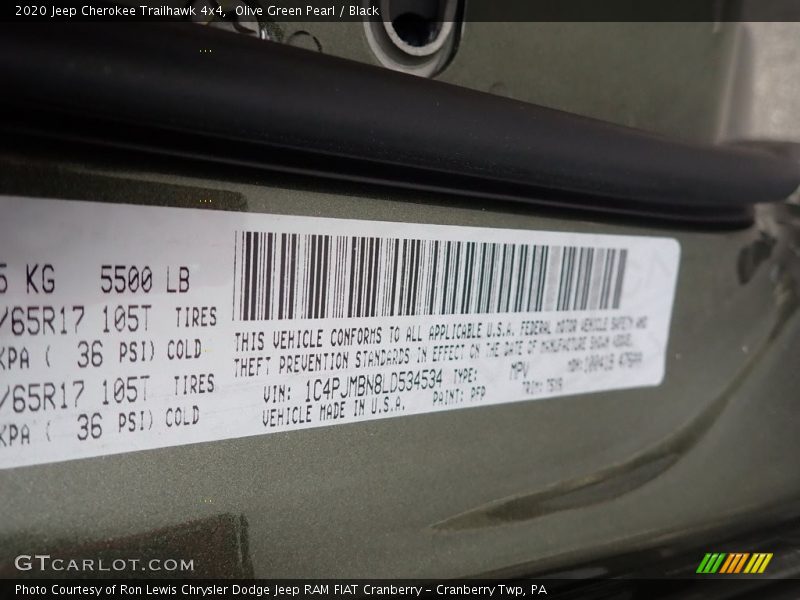 2020 Jeep Cherokee Trailhawk 4x4,  Olive Green Pearl / Black
5 KG 5500 LB
/65R17 105T TIRES
KPA ( 36 PSI) COLD
/65R17 105T TIRES
KPA ( 36 PSI) COLD
THIS VEHICLE CONFORMS TO ALL APPLICABLE U.S.A. FEDERAL MOTOR VEHICLE SAFETY AND
THEFT PREVENTION STANDARDS IN EFFECT ON THE DATE OF MANUFACTURE SHOWN ABOVE.
VIN: 1C4PJMBN8LD534534 TYPE: MPV MDH:
VEHICLE MADE IN U.S.A. PAINT: PFP TRIM:
GTCARLOT.COM
Photo Courtesy of Ron Lewis Chrysler Dodge Jeep RAM FIAT Cranberry – Cranberry Twp, PA